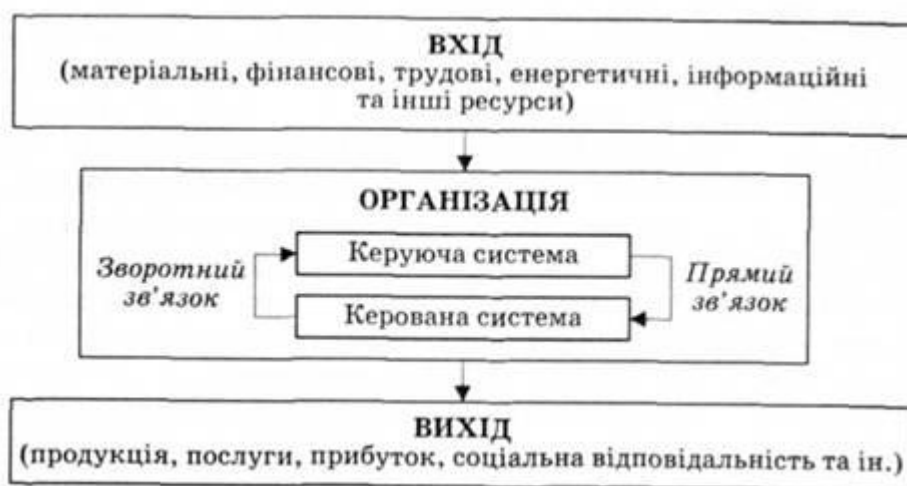 ВХІД
(матеріальні, фінансові, трудові, енергетичні, інформаційні
та інші ресурси)
ОРГАНІЗАЦІЯ
Керуюча система
Зворотний
зв’язок
Прямий
зв’язок
Керована система
ВИХІД
(продукція, послуги, прибуток, соціальна відповідальність та ін.)